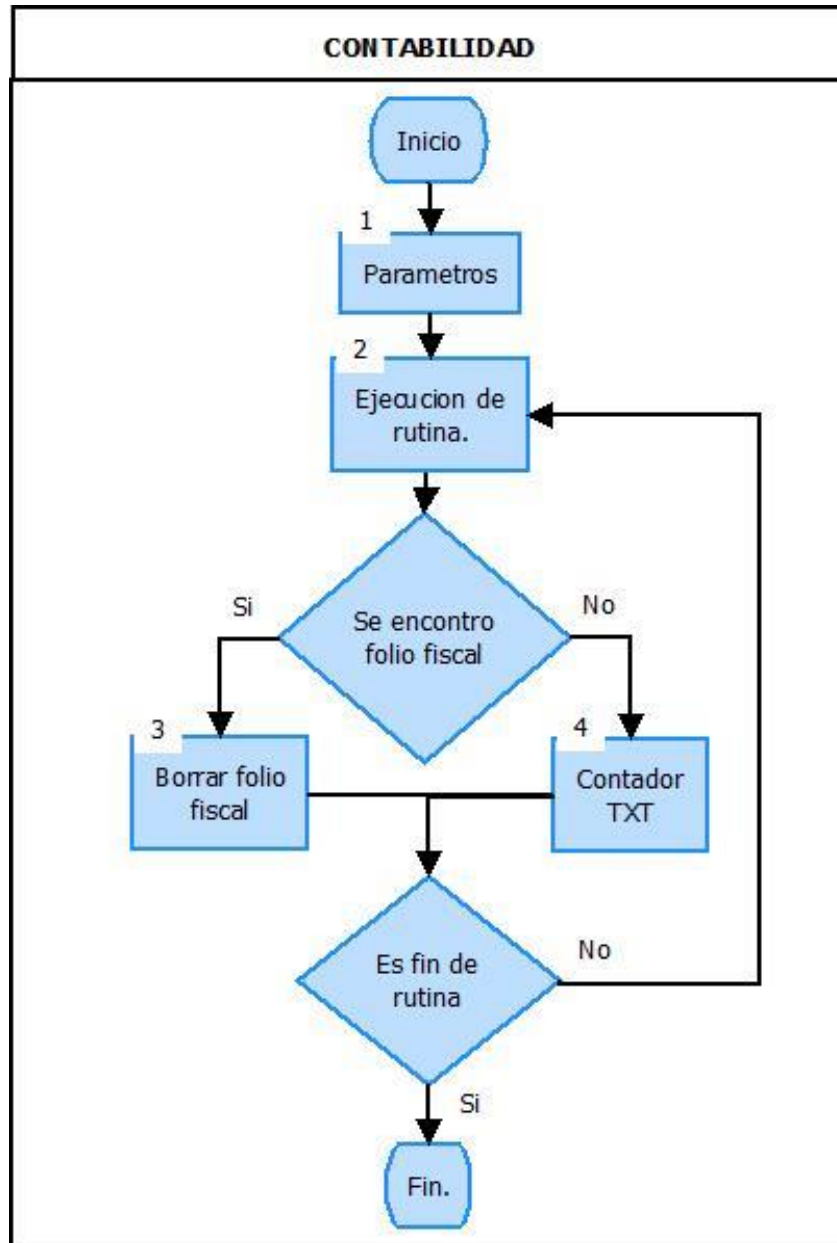 CONTABILIDAD
Inicio
1
Parametros
2
Ejecucion de
rutina.
Se encontro
folio fiscal
Si
No
3
Borrar folio
fiscal
4
Contador
TXT
Es fin de
rutina
No
Si
Fin.